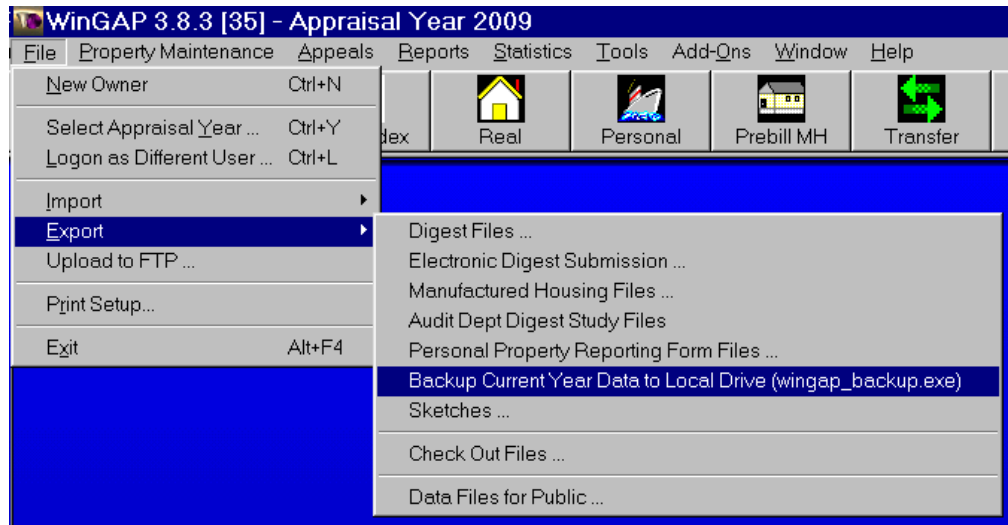 WinGAP 3.8.3 [35] - Appraisal Year 2009
File Property Maintenance Appeals Reports Statistics Tools Add-Ons Window Help
New Owner Ctrl+N
Select Appraisal Year ... Ctrl+Y
Logon as Different User ... Ctrl+L
Import
Export
Upload to FTP ...
Print Setup...
Exit Alt+F4
Real Personal Prebill MH Transfer
Digest Files ...
Electronic Digest Submission ...
Manufactured Housing Files ...
Audit Dept Digest Study Files
Personal Property Reporting Form Files ...
Backup Current Year Data to Local Drive (wingap_backup.exe)
Sketches ...
Check Out Files ...
Data Files for Public ...